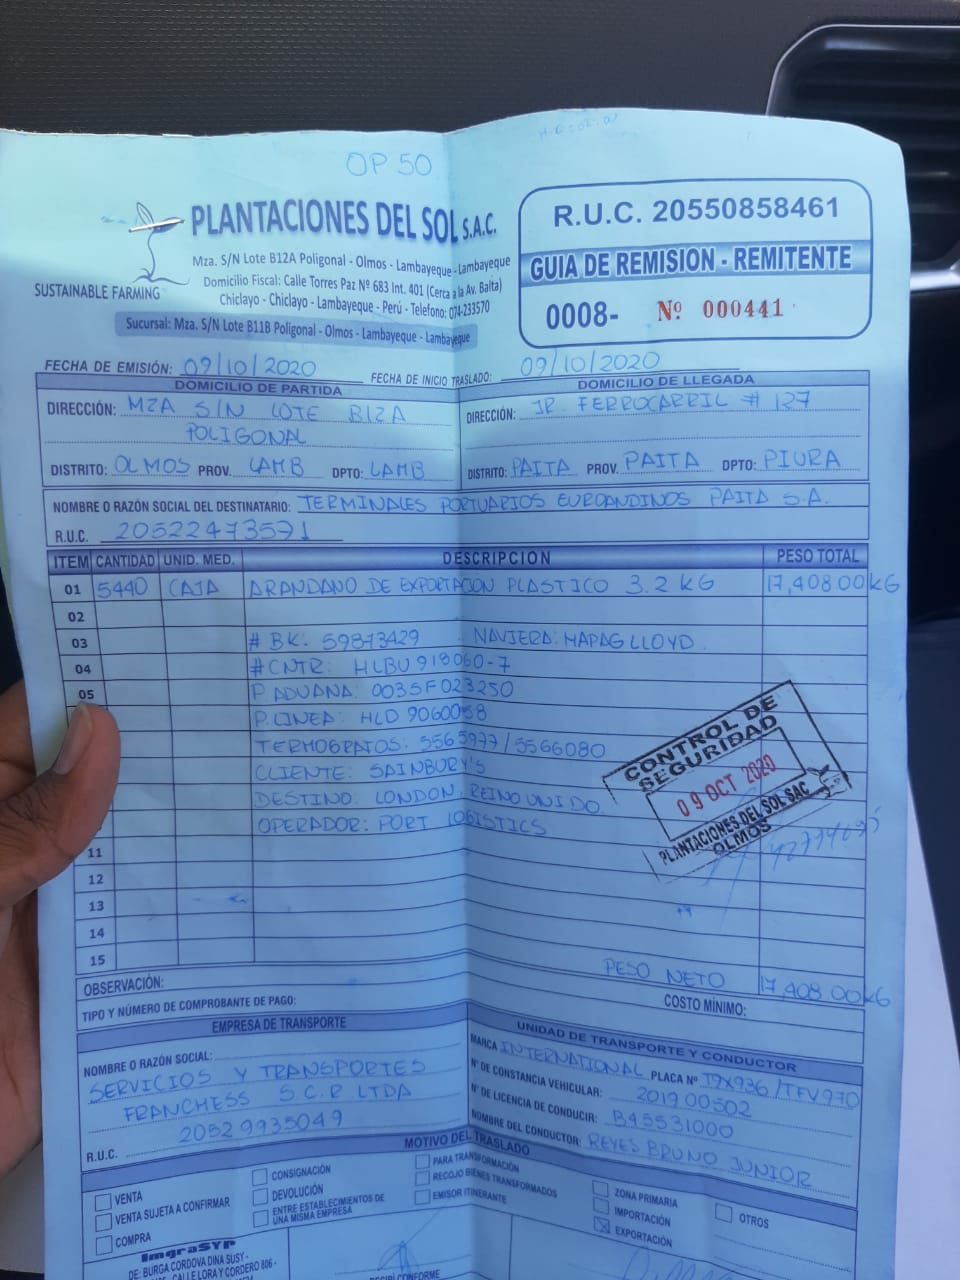 OP 50
PLANTACIONES DEL SOL S.A.C.
Mza. S/N Lote B12A Poligonal - Olmos - Lambayeque - Lambayeque
Domicilio Fiscal: Calle Torres Paz Nº 683 Int. 401 (Cerca a la Av. Balta)
Chiclayo - Chiclayo - Lambayeque - Perú - Telefono: 074-233570
SUSTAINABLE FARMING
Sucursal: Mza. S/N Lote B11B Poligonal - Olmos - Lambayeque - Lambayeque
R.U.C. 20550858461
GUIA DE REMISION - REMITENTE
0008- Nº 000441
FECHA DE EMISIÓN: 09/10/2020 FECHA DE INICIO TRASLADO: 09/10/2020
DOMICILIO DE PARTIDA
DIRECCIÓN: MZA S/N LOTE B12A
POLIGONAL
DISTRITO: OLMOS PROV. LAMB DPTO: LAMB
DOMICILIO DE LLEGADA
DIRECCIÓN: JR. FERROCARRIL # 127
DISTRITO: PAITA PROV. PAITA DPTO: PIURA
NOMBRE O RAZÓN SOCIAL DEL DESTINATARIO: TERMINALES PORTUARIOS EUROANDINOS PAITA S.A.
R.U.C. 20522473571
ITEM CANTIDAD UNID. MED. DESCRIPCION PESO TOTAL
01 5440 CAJA ARANDANO DE EXPORTACION PLASTICO 3.2 KG 17,408.00 KG
02
03 # BK: 59873429 NAVIERA: HAPAG LLOYD.
04 # CNTR: HLBU 918060-7
05 P. ADUANA: 0035F023250
P. LINEA: HLD 9060058
TERMOGRAFOS: 5565977/5566080
CLIENTE: SAINBURY'S
DESTINO: LONDON, REINO UNIDO.
OPERADOR: PORT LOGISTICS
11
12
13
14
15
CONTROL DE
SEGURIDAD
09 OCT 2020
PLANTACIONES DEL SOL SAC
OLMOS
PESO NETO 17,408.00 KG
OBSERVACIÓN:
TIPO Y NÚMERO DE COMPROBANTE DE PAGO:
COSTO MÍNIMO:
EMPRESA DE TRANSPORTE
NOMBRE O RAZÓN SOCIAL:
SERVICIOS Y TRANSPORTES
FRANCHESS S.C.R LTDA
R.U.C. 20529935049
UNIDAD DE TRANSPORTE Y CONDUCTOR
MARCA INTERNATIONAL PLACA Nº T9X936/TFV970
Nº DE CONSTANCIA VEHICULAR: 201900502
Nº DE LICENCIA DE CONDUCIR: B45531000
NOMBRE DEL CONDUCTOR: REYES BRUNO JUNIOR
MOTIVO DEL TRASLADO
VENTA
VENTA SUJETA A CONFIRMAR
COMPRA
CONSIGNACIÓN
DEVOLUCIÓN
ENTRE ESTABLECIMIENTOS DE
UNA MISMA EMPRESA
PARA TRANSFORMACIÓN
RECOJO BIENES TRANSFORMADOS
EMISOR ITINERANTE
ZONA PRIMARIA
IMPORTACIÓN
EXPORTACIÓN
OTROS
ImgraSYP
DE: BURGA CORDOVA DINA SUSY -
CALLE LORA Y CORDERO 806 -
RECIBÍ CONFORME